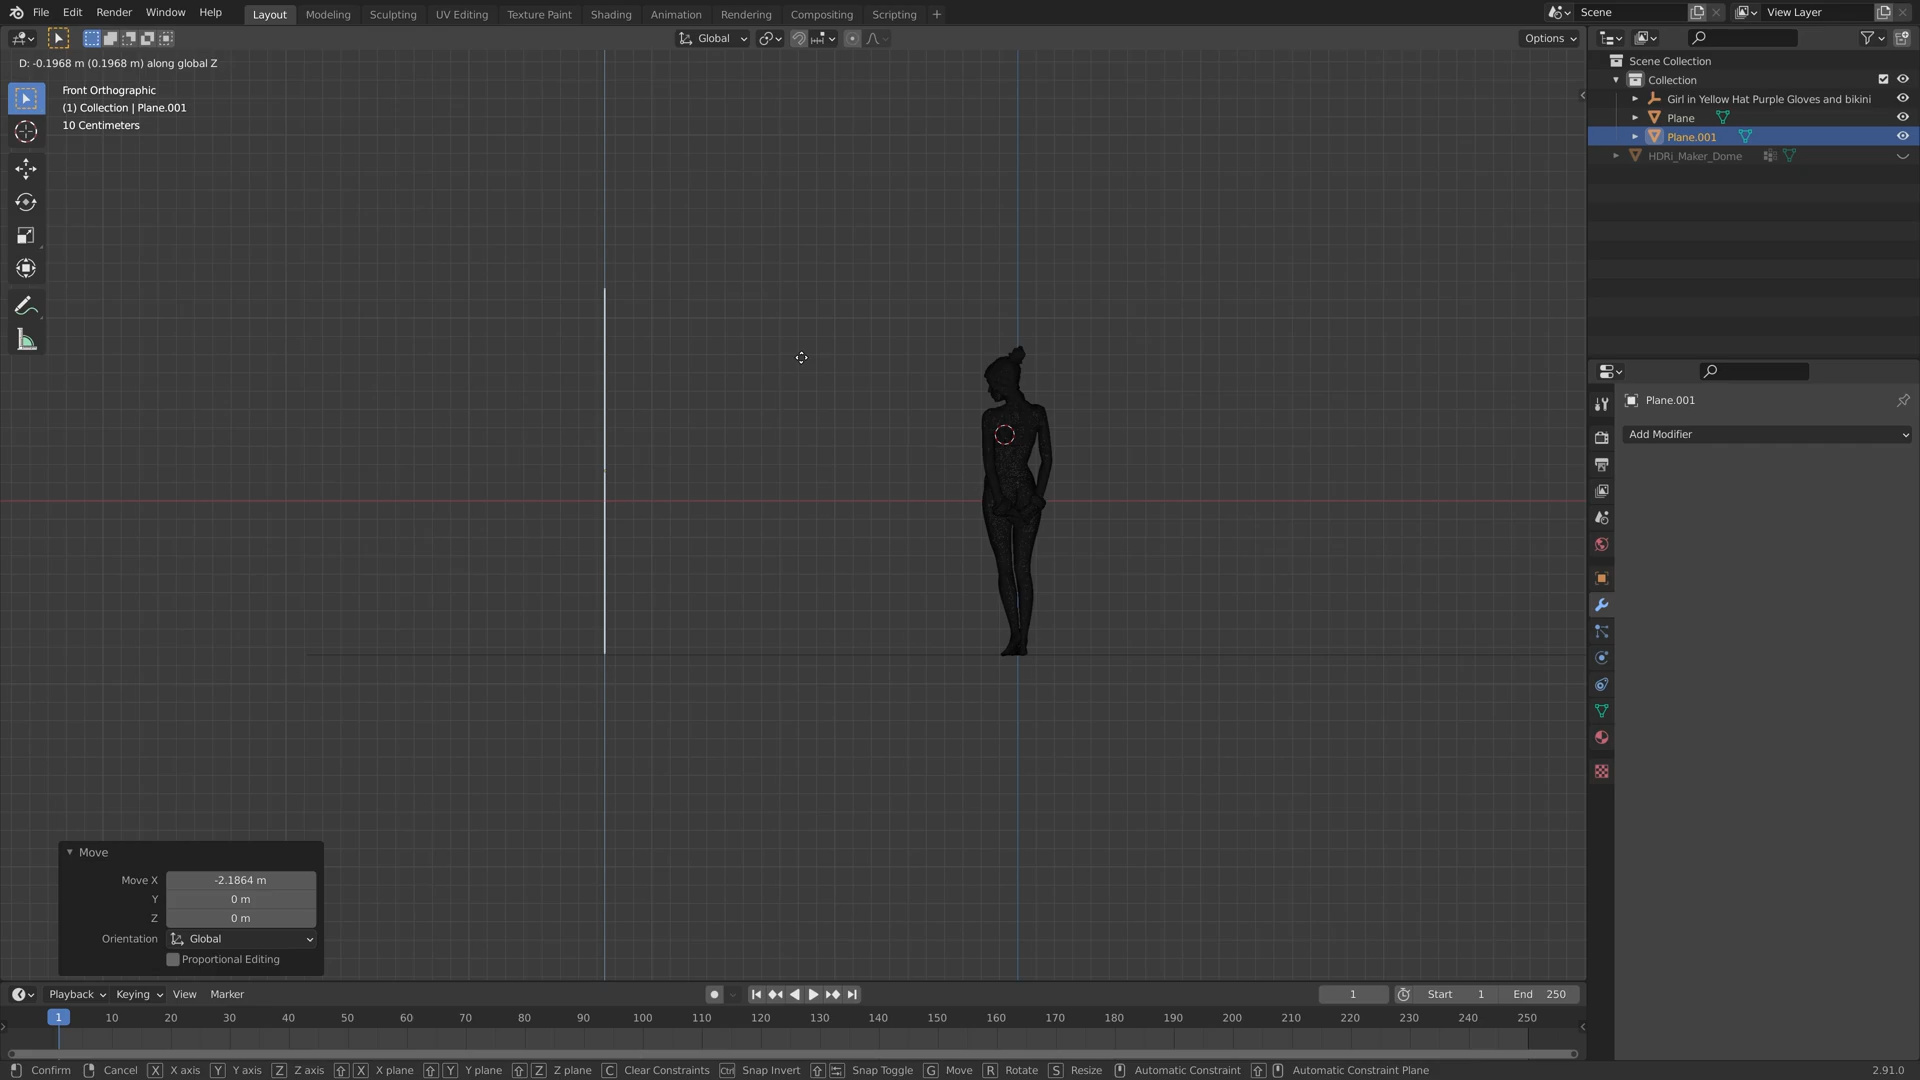 File Edit Render Window Help Layout Modeling Sculpting UV Editing Texture Paint Shading Animation Rendering Compositing Scripting + Scene View Layer
Global Options
D: -0.1968 m (0.1968 m) along global Z
Front Orthographic
(1) Collection | Plane.001
10 Centimeters
Scene Collection
Collection
Girl in Yellow Hat Purple Gloves and bikini
Plane
Plane.001
HDRi_Maker_Dome
Plane.001
Add Modifier
Move
Move X -2.1864 m
Y 0 m
Z 0 m
Orientation Global
Proportional Editing
Playback Keying View Marker 1 Start 1 End 250
1 10 20 30 40 50 60 70 80 90 100 110 120 130 140 150 160 170 180 190 200 210 220 230 240 250
Confirm Cancel X X axis Y Y axis Z Z axis X X plane Y Y plane Z Z plane C Clear Constraints Ctrl Snap Invert Snap Toggle G Move R Rotate S Resize Automatic Constraint Automatic Constraint Plane 2.91.0